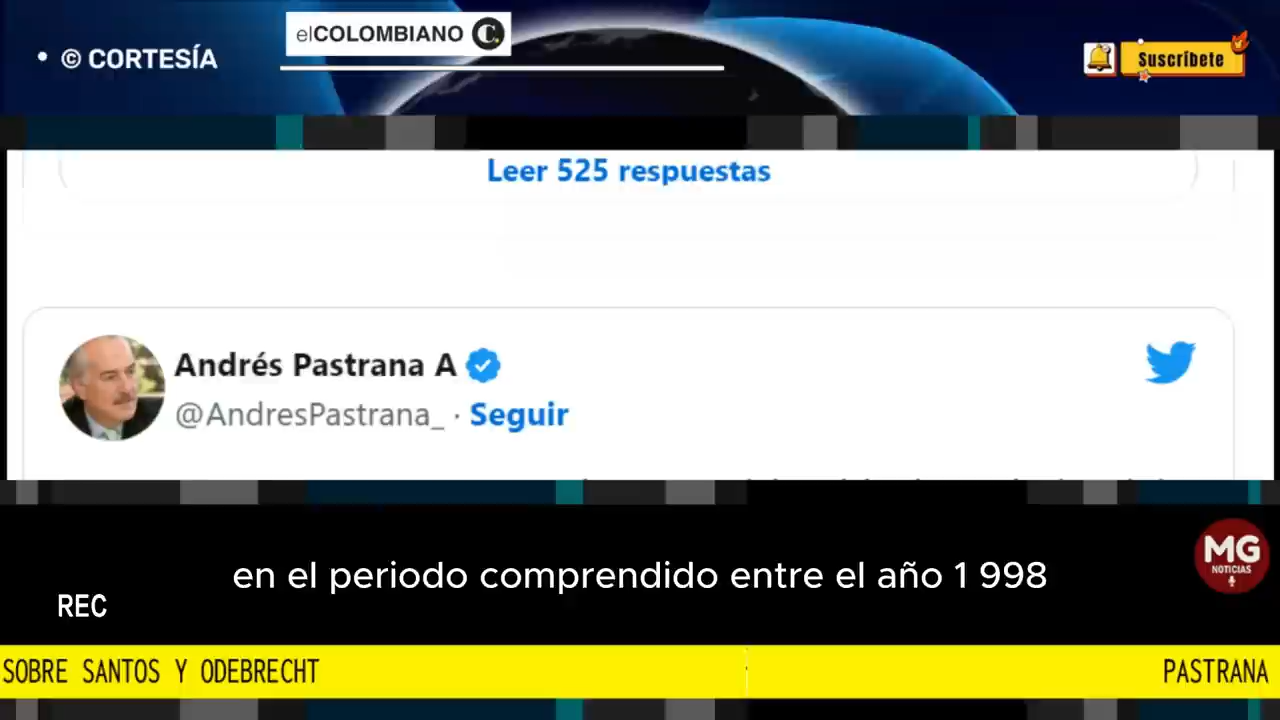 • © CORTESÍA
elCOLOMBIANO C.
Suscríbete
Leer 525 respuestas
Andrés Pastrana A
@AndresPastrana_ · Seguir
en el periodo comprendido entre el año 1 998
REC
MG
NOTICIAS
SOBRE SANTOS Y ODEBRECHT
PASTRANA